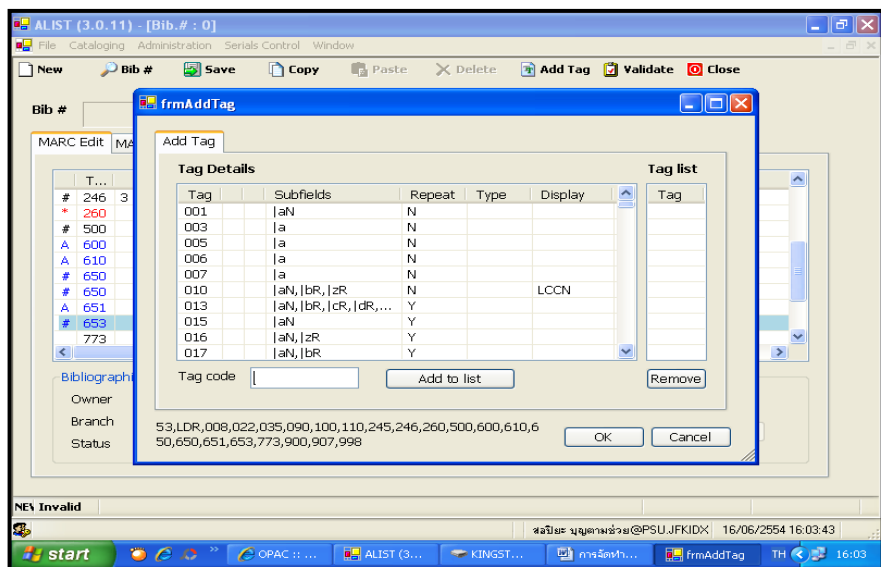 ALIST (3.0.11) - [Bib.# : 0]
File Cataloging Administration Serials Control Window
New Bib # Save Copy Paste Delete Add Tag Validate Close
Bib #
frmAddTag
MARC Edit MA
Add Tag
Tag Details Tag list
T...
# 246 3
* 260
# 500
A 600
A 610
# 650
# 650
A 651
# 653
773
Tag Subfields Repeat Type Display Tag
001 |aN N
003 |a N
005 |a N
006 |a N
007 |a N
010 |aN,|bR,|zR N LCCN
013 |aN,|bR,|cR,|dR,... Y
015 |aN Y
016 |aN,|zR Y
017 |aN,|bR Y
Tag code Add to list Remove
Bibliographi
Owner
Branch
Status
53,LDR,008,022,035,090,100,110,245,246,260,500,600,610,6
50,650,651,653,773,900,907,998
OK Cancel
NEW Invalid
สลปิยะ บุญตามช่วย@PSU.JFKIDX 16/06/2554 16:03:43
start OPAC :: ... ALIST (3... KINGST... การจัดทำ... frmAddTag TH 16:03